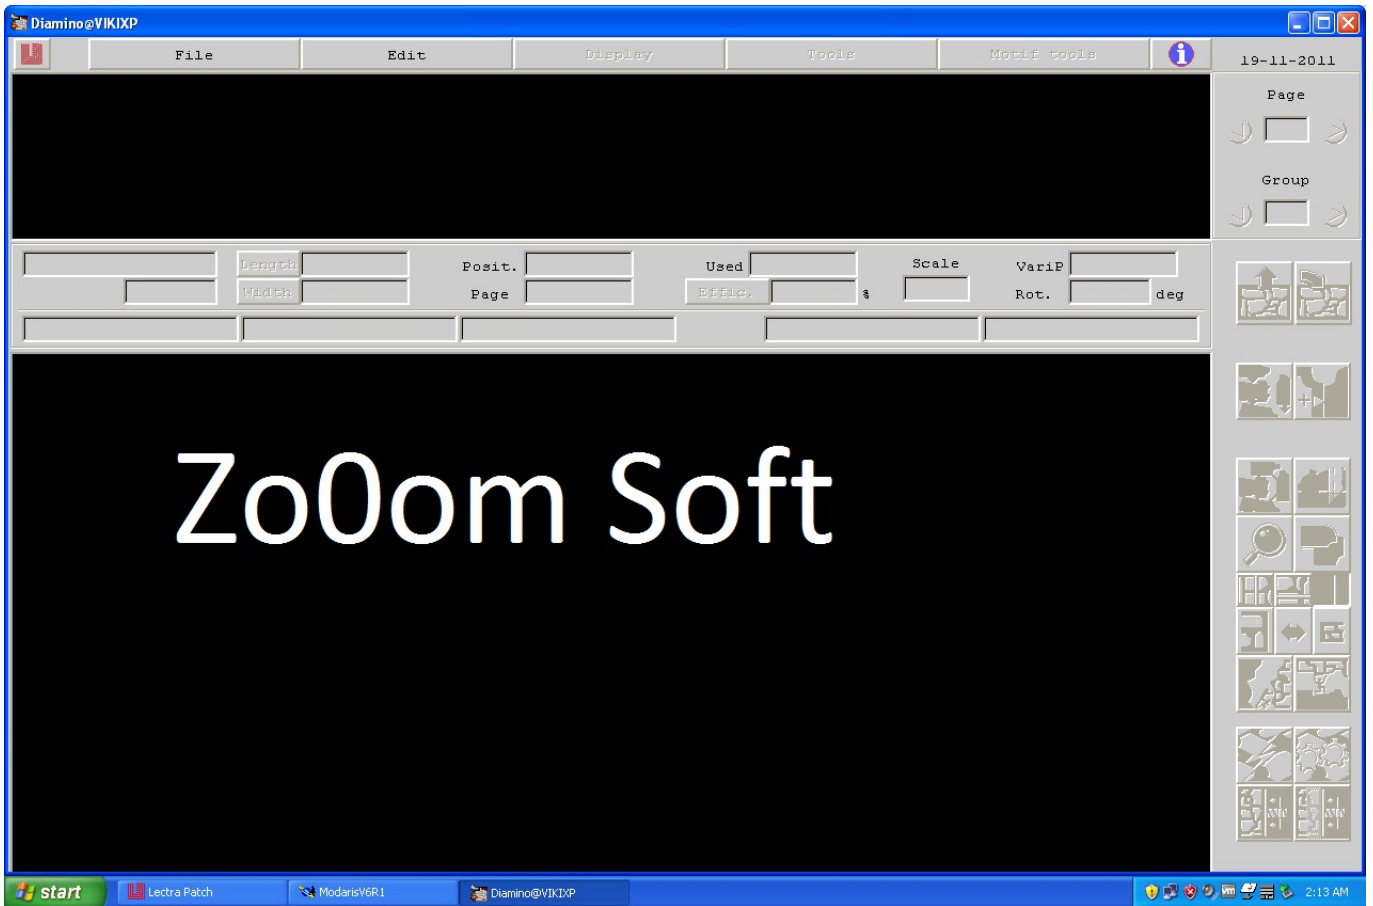 Diamino@VIKIXP
File Edit Display Tools Motif tools i 19-11-2011
Page
Group
Length Posit. Used Scale VariP
Width Page Effic. % Rot. deg
Zo0om Soft
start Lectra Patch ModarisV6R1 Diamino@VIKIXP vm 2:13 AM